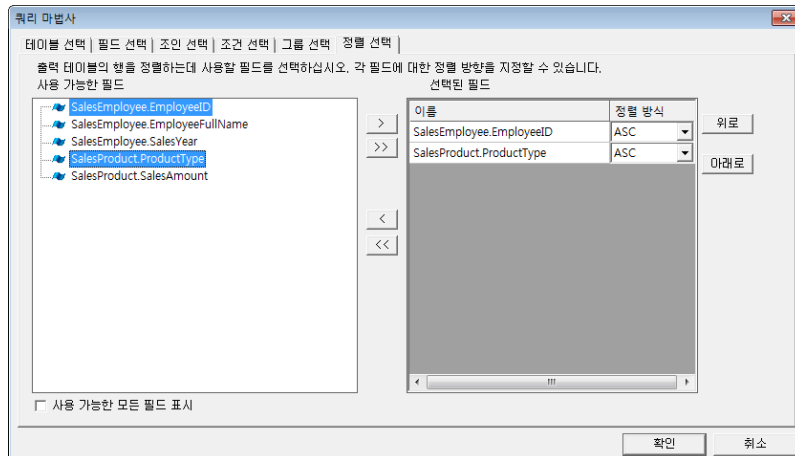 쿼리 마법사
테이블 선택 필드 선택 조인 선택 조건 선택 그룹 선택 정렬 선택
출력 테이블의 행을 정렬하는데 사용할 필드를 선택하십시오. 각 필드에 대한 정렬 방향을 지정할 수 있습니다.
사용 가능한 필드 선택된 필드
SalesEmployee.EmployeeID
SalesEmployee.EmployeeFullName
SalesEmployee.SalesYear
SalesProduct.ProductType
SalesProduct.SalesAmount
>
>>
<
<<
이름 정렬 방식
SalesEmployee.EmployeeID ASC
SalesProduct.ProductType ASC
위로
아래로
사용 가능한 모든 필드 표시
확인 취소